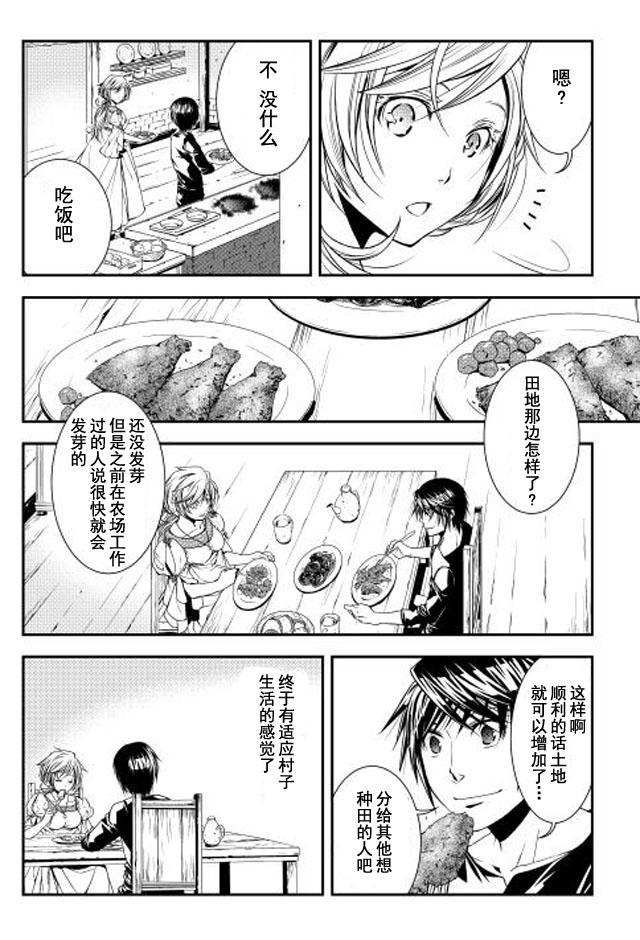 嗯?
不 没什么
吃饭吧
田地那边
怎样了?
还没发芽
但是之前在农场工作
过的人说很快就会
发芽的
这样啊
顺利的话土地
就可以增加了…
分给其他想
种田的人吧
终于有适应村子
生活的感觉了